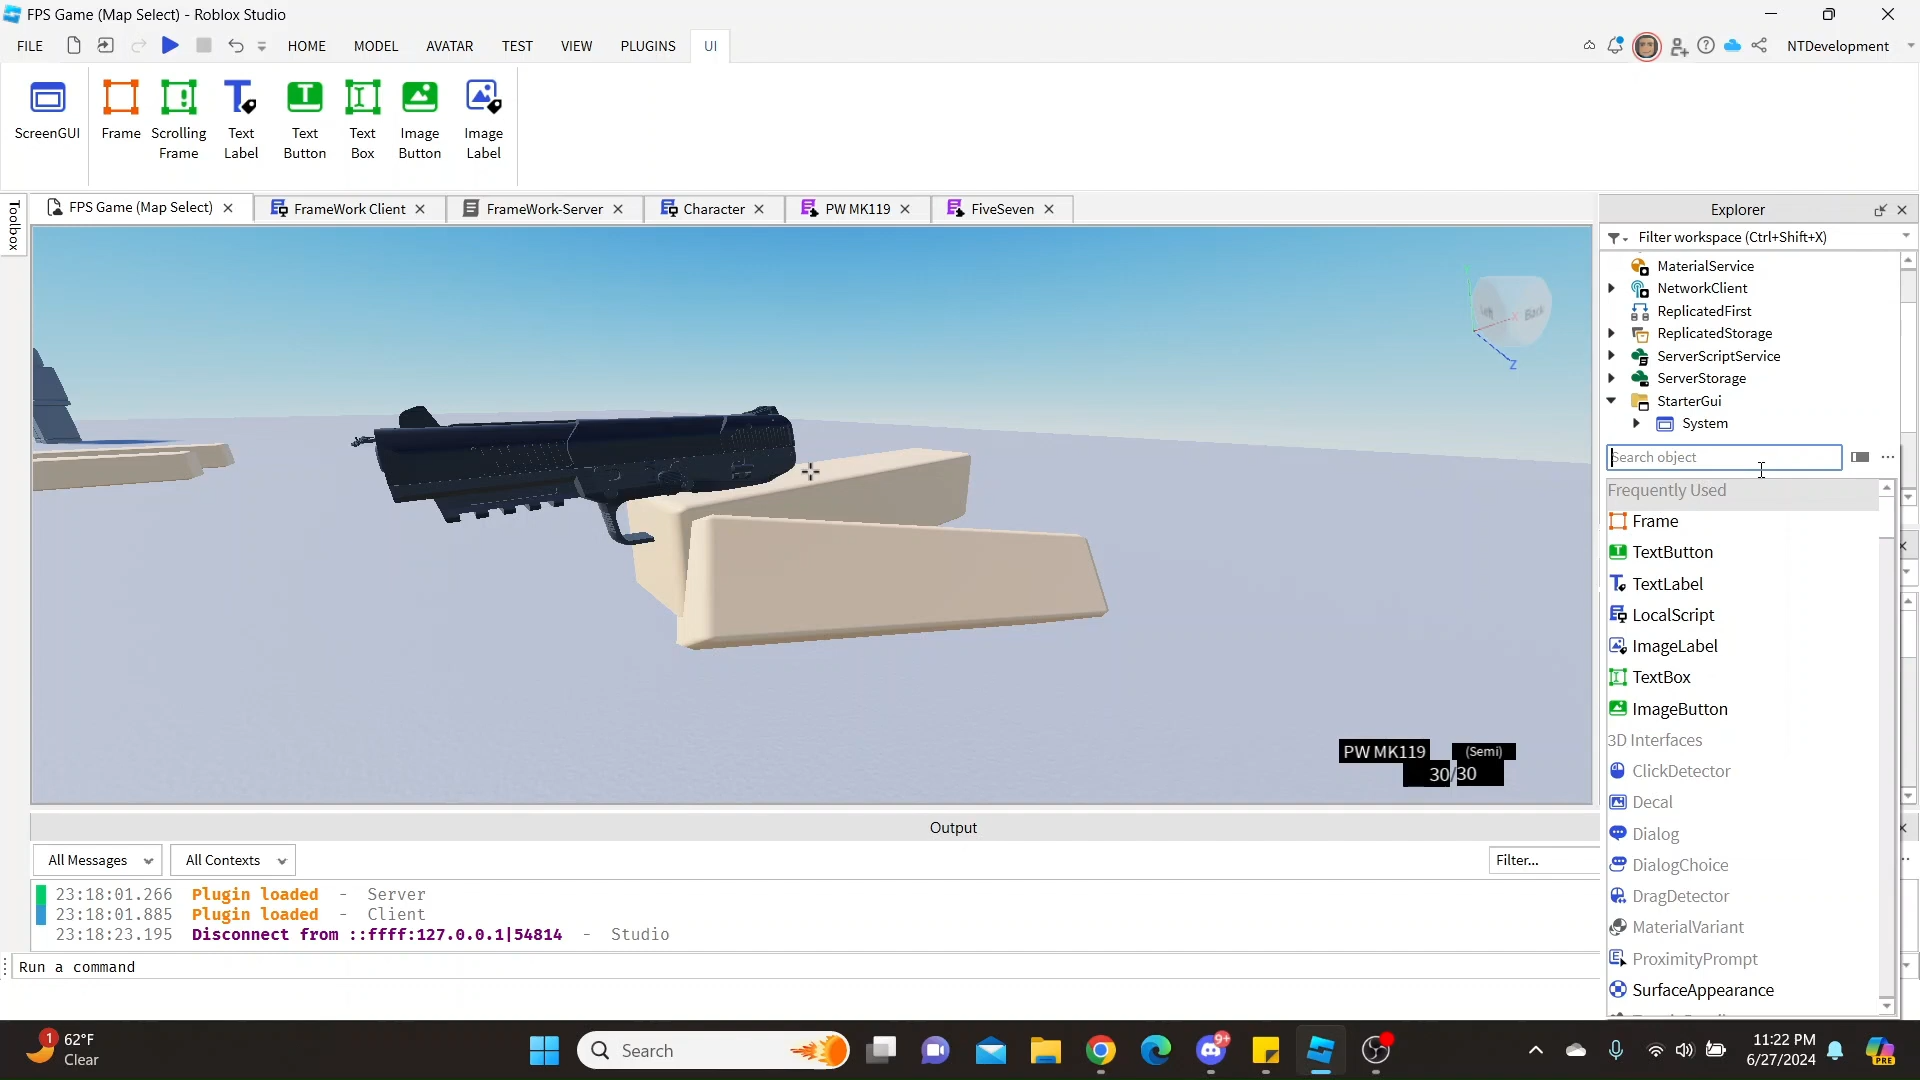 FPS Game (Map Select) - Roblox Studio
FILE HOME MODEL AVATAR TEST VIEW PLUGINS UI NTDevelopment
ScreenGUI Frame Scrolling Frame Text Label Text Button Text Box Image Button Image Label
Toolbox
FPS Game (Map Select) FrameWork Client FrameWork-Server Character PW MK119 FiveSeven
Explorer
Filter workspace (Ctrl+Shift+X)
MaterialService
NetworkClient
ReplicatedFirst
ReplicatedStorage
ServerScriptService
ServerStorage
StarterGui
System
Search object
Frequently Used
Frame
TextButton
TextLabel
LocalScript
ImageLabel
TextBox
ImageButton
3D Interfaces
ClickDetector
Decal
Dialog
DialogChoice
DragDetector
MaterialVariant
ProximityPrompt
SurfaceAppearance
Left Back
X
Z
PW MK119 (Semi)
30/30
Output
All Messages All Contexts Filter...
23:18:01.266 Plugin loaded - Server
23:18:01.885 Plugin loaded - Client
23:18:23.195 Disconnect from ::ffff:127.0.0.1|54814 - Studio
Run a command
1 62°F
Clear
Search
9+
11:22 PM
6/27/2024
PRE